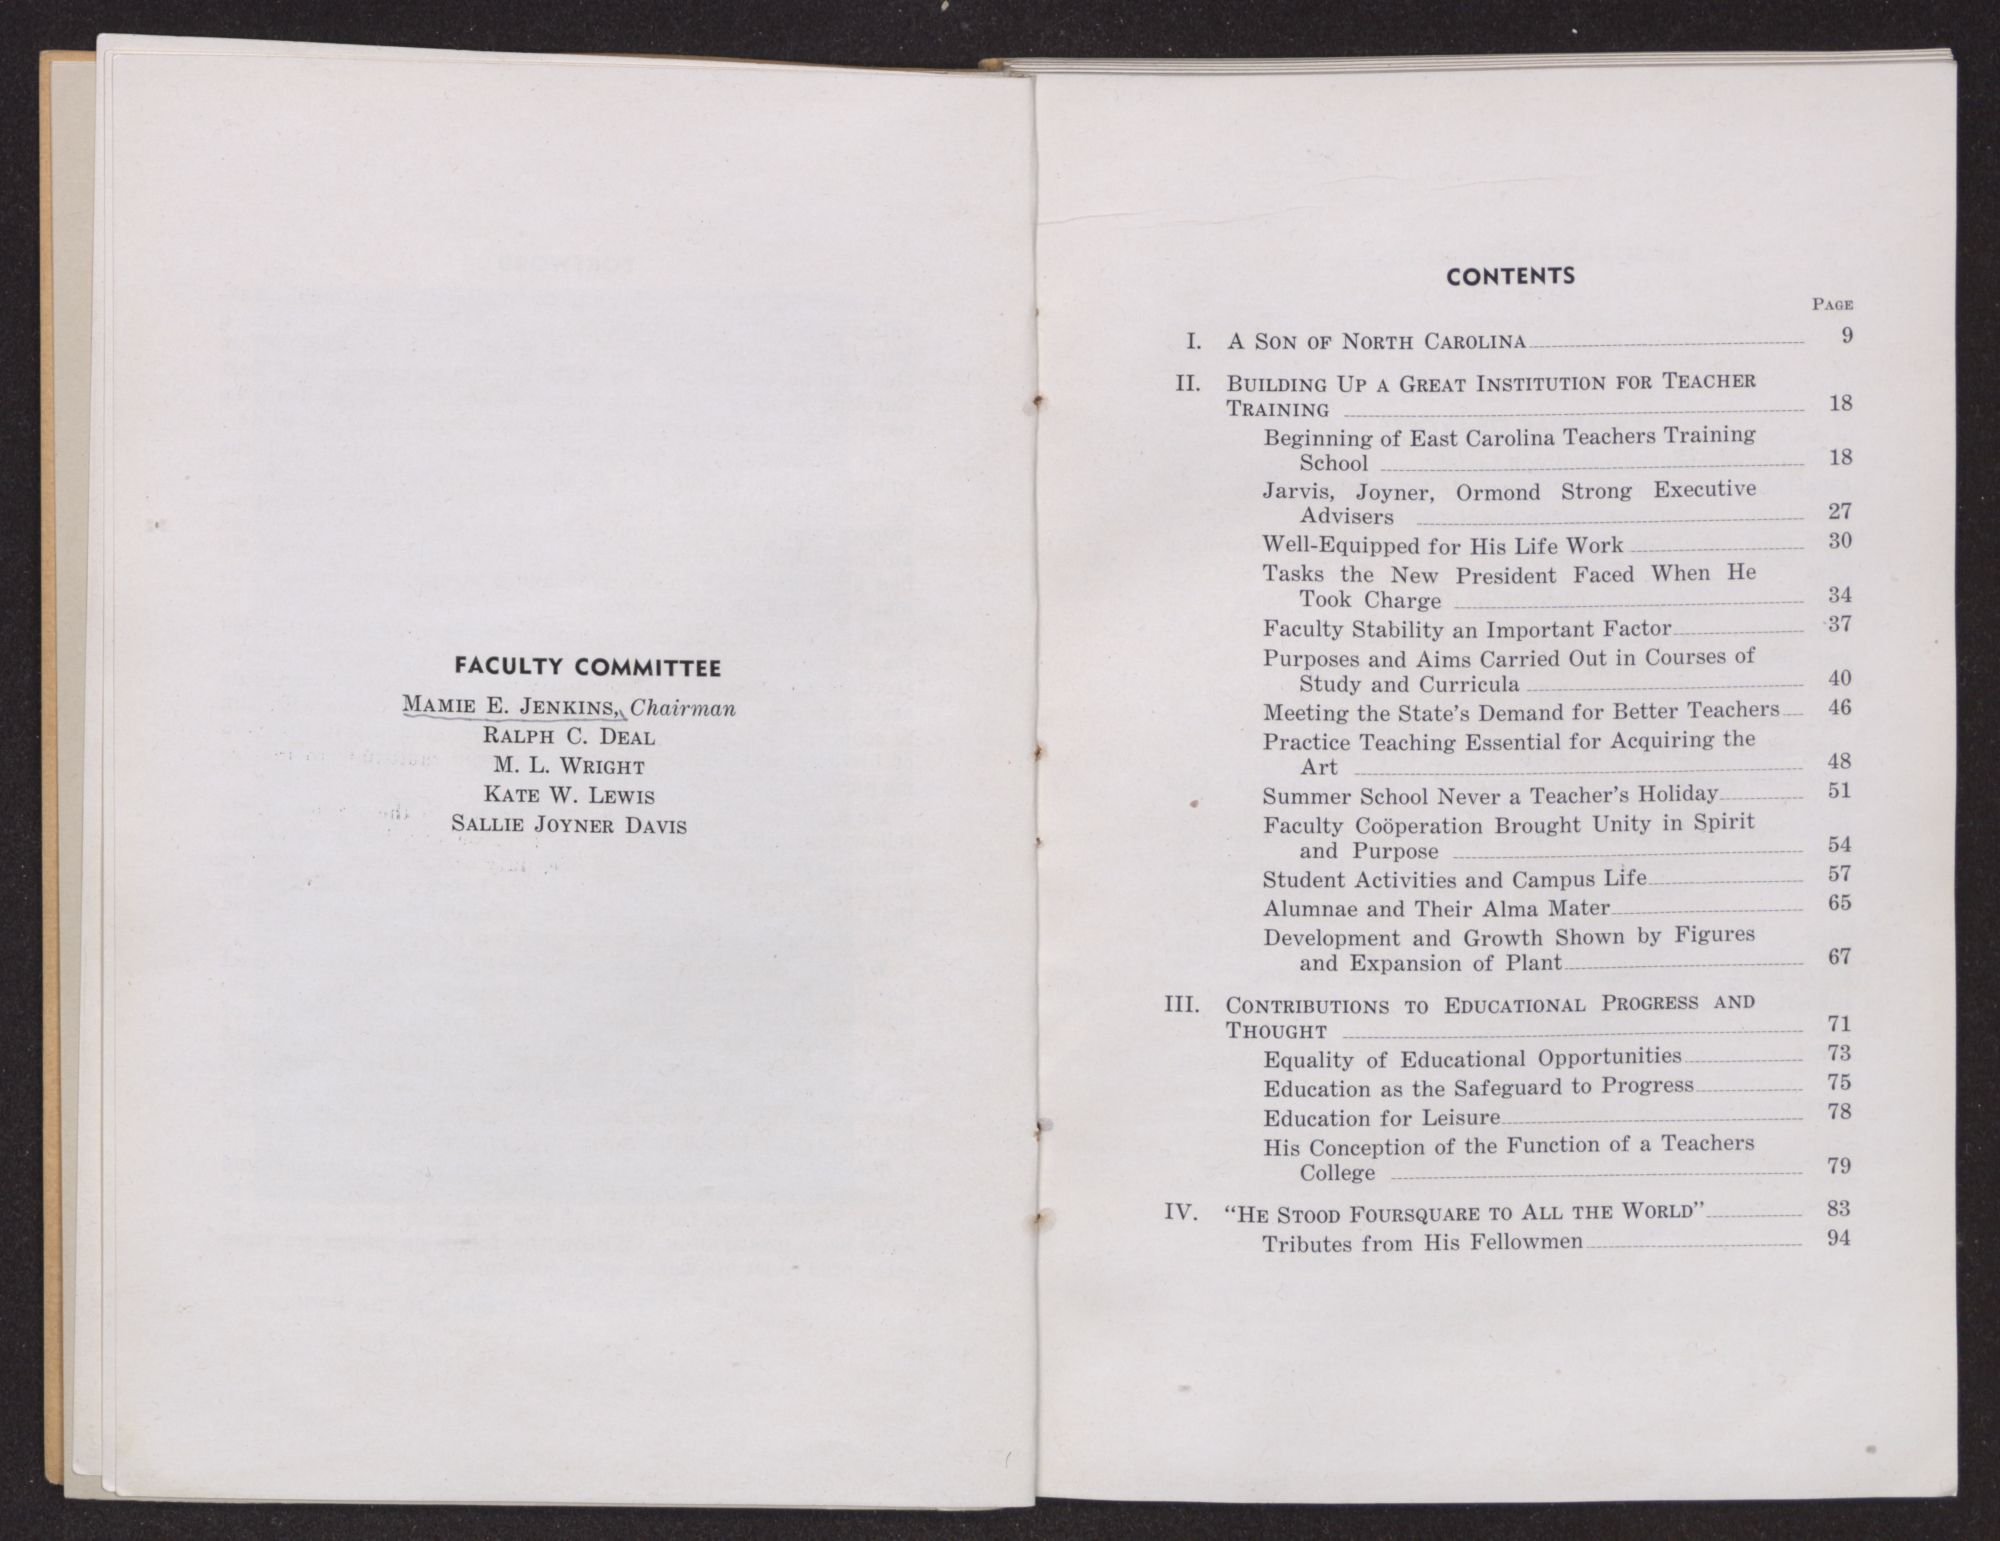 FACULTY COMMITTEE
MAMIE E. JENKINS, Chairman
RALPH C. DEAL
M. L. WRIGHT
KATE W. LEWIS
SALLIE JOYNER DAVIS
CONTENTS
PAGE
I. A SON OF NORTH CAROLINA 9
II. BUILDING UP A GREAT INSTITUTION FOR TEACHER
TRAINING 18
Beginning of East Carolina Teachers Training
School 18
Jarvis, Joyner, Ormond Strong Executive
Advisers 27
Well-Equipped for His Life Work 30
Tasks the New President Faced When He
Took Charge 34
Faculty Stability an Important Factor 37
Purposes and Aims Carried Out in Courses of
Study and Curricula 40
Meeting the State's Demand for Better Teachers 46
Practice Teaching Essential for Acquiring the
Art 48
Summer School Never a Teacher's Holiday 51
Faculty Coöperation Brought Unity in Spirit
and Purpose 54
Student Activities and Campus Life 57
Alumnae and Their Alma Mater 65
Development and Growth Shown by Figures
and Expansion of Plant 67
III. CONTRIBUTIONS TO EDUCATIONAL PROGRESS AND
THOUGHT 71
Equality of Educational Opportunities 73
Education as the Safeguard to Progress 75
Education for Leisure 78
His Conception of the Function of a Teachers
College 79
IV. “HE STOOD FOURSQUARE TO ALL THE WORLD” 83
Tributes from His Fellowmen 94